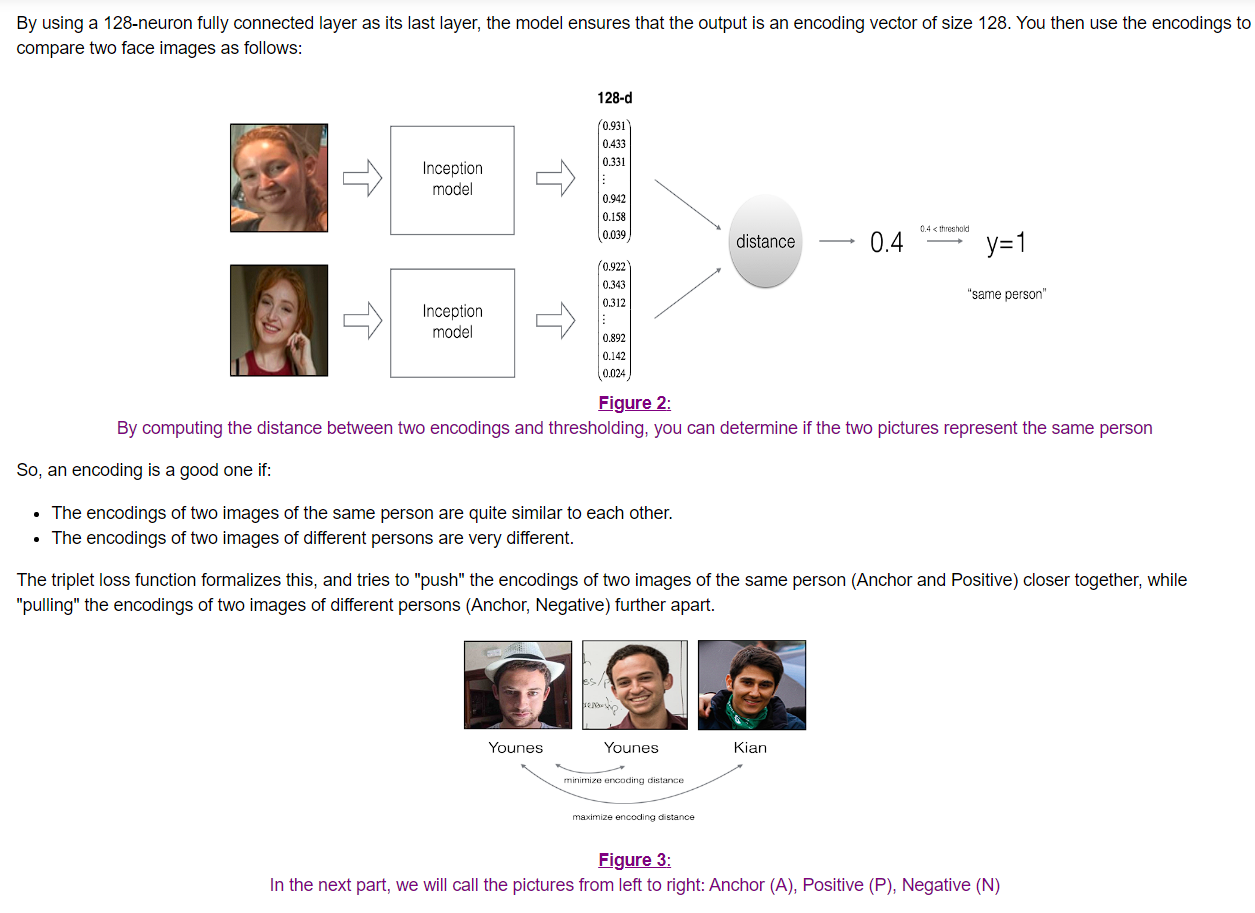 By using a 128-neuron fully connected layer as its last layer, the model ensures that the output is an encoding vector of size 128. You then use the encodings to
compare two face images as follows:
128-d
0.931
0.433
0.331
⋮
0.942
0.158
0.039
Inception
model
0.922
0.343
0.312
⋮
0.892
0.142
0.024
Inception
model
distance
0.4
0.4 < threshold
y=1
"same person"
Figure 2:
By computing the distance between two encodings and thresholding, you can determine if the two pictures represent the same person
So, an encoding is a good one if:
• The encodings of two images of the same person are quite similar to each other.
• The encodings of two images of different persons are very different.
The triplet loss function formalizes this, and tries to "push" the encodings of two images of the same person (Anchor and Positive) closer together, while
"pulling" the encodings of two images of different persons (Anchor, Negative) further apart.
Younes
Younes
Kian
minimize encoding distance
maximize encoding distance
Figure 3:
In the next part, we will call the pictures from left to right: Anchor (A), Positive (P), Negative (N)